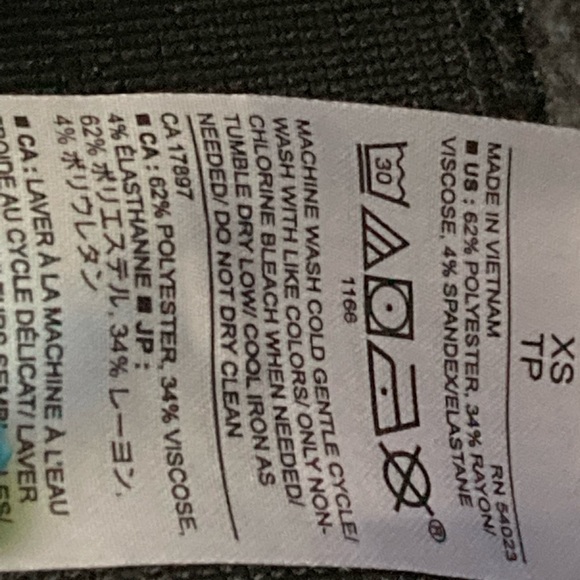 XS
TP
MADE IN VIETNAM RN 54023
■ US : 62% POLYESTER, 34% RAYON/
VISCOSE, 4% SPANDEX/ELASTANE
30
®
1166
MACHINE WASH COLD GENTLE CYCLE/
WASH WITH LIKE COLORS/ ONLY NON-
CHLORINE BLEACH WHEN NEEDED/
TUMBLE DRY LOW/ COOL IRON AS
NEEDED/ DO NOT DRY CLEAN
CA 17897
■ CA : 62% POLYESTER, 34% VISCOSE,
4% ÉLASTHANNE ■ JP :
62% ポリエステル, 34% レーヨン,
4% ポリウレタン
■ CA : LAVER À LA MACHINE À L'EAU
FROIDE AU CYCLE DÉLICAT/ LAVER